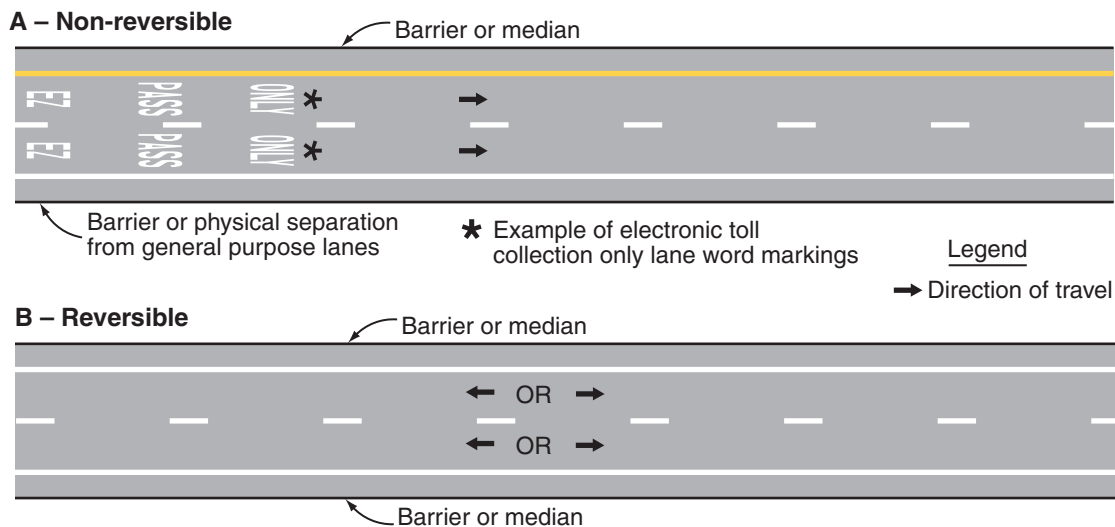 A – Non-reversible
Barrier or median
EZ PASS ONLY
EZ PASS ONLY
Barrier or physical separation
from general purpose lanes
* Example of electronic toll
collection only lane word markings
Legend
Direction of travel
B – Reversible
Barrier or median
OR
OR
Barrier or median